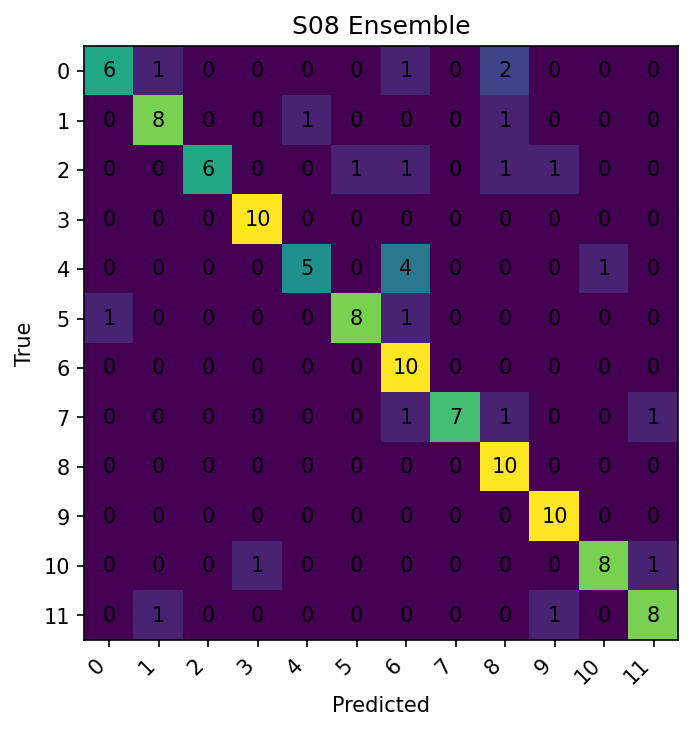 S08 Ensemble
True
0 6 1 0 0 0 0 1 0 2 0 0 0
1 0 8 0 0 1 0 0 0 1 0 0 0
2 0 0 6 0 0 1 1 0 1 1 0 0
3 0 0 0 10 0 0 0 0 0 0 0 0
4 0 0 0 0 5 0 4 0 0 0 1 0
5 1 0 0 0 0 8 1 0 0 0 0 0
6 0 0 0 0 0 0 10 0 0 0 0 0
7 0 0 0 0 0 0 1 7 1 0 0 1
8 0 0 0 0 0 0 0 0 10 0 0 0
9 0 0 0 0 0 0 0 0 0 10 0 0
10 0 0 0 1 0 0 0 0 0 0 8 1
11 0 1 0 0 0 0 0 0 0 1 0 8
0 1 2 3 4 5 6 7 8 9 10 11
Predicted